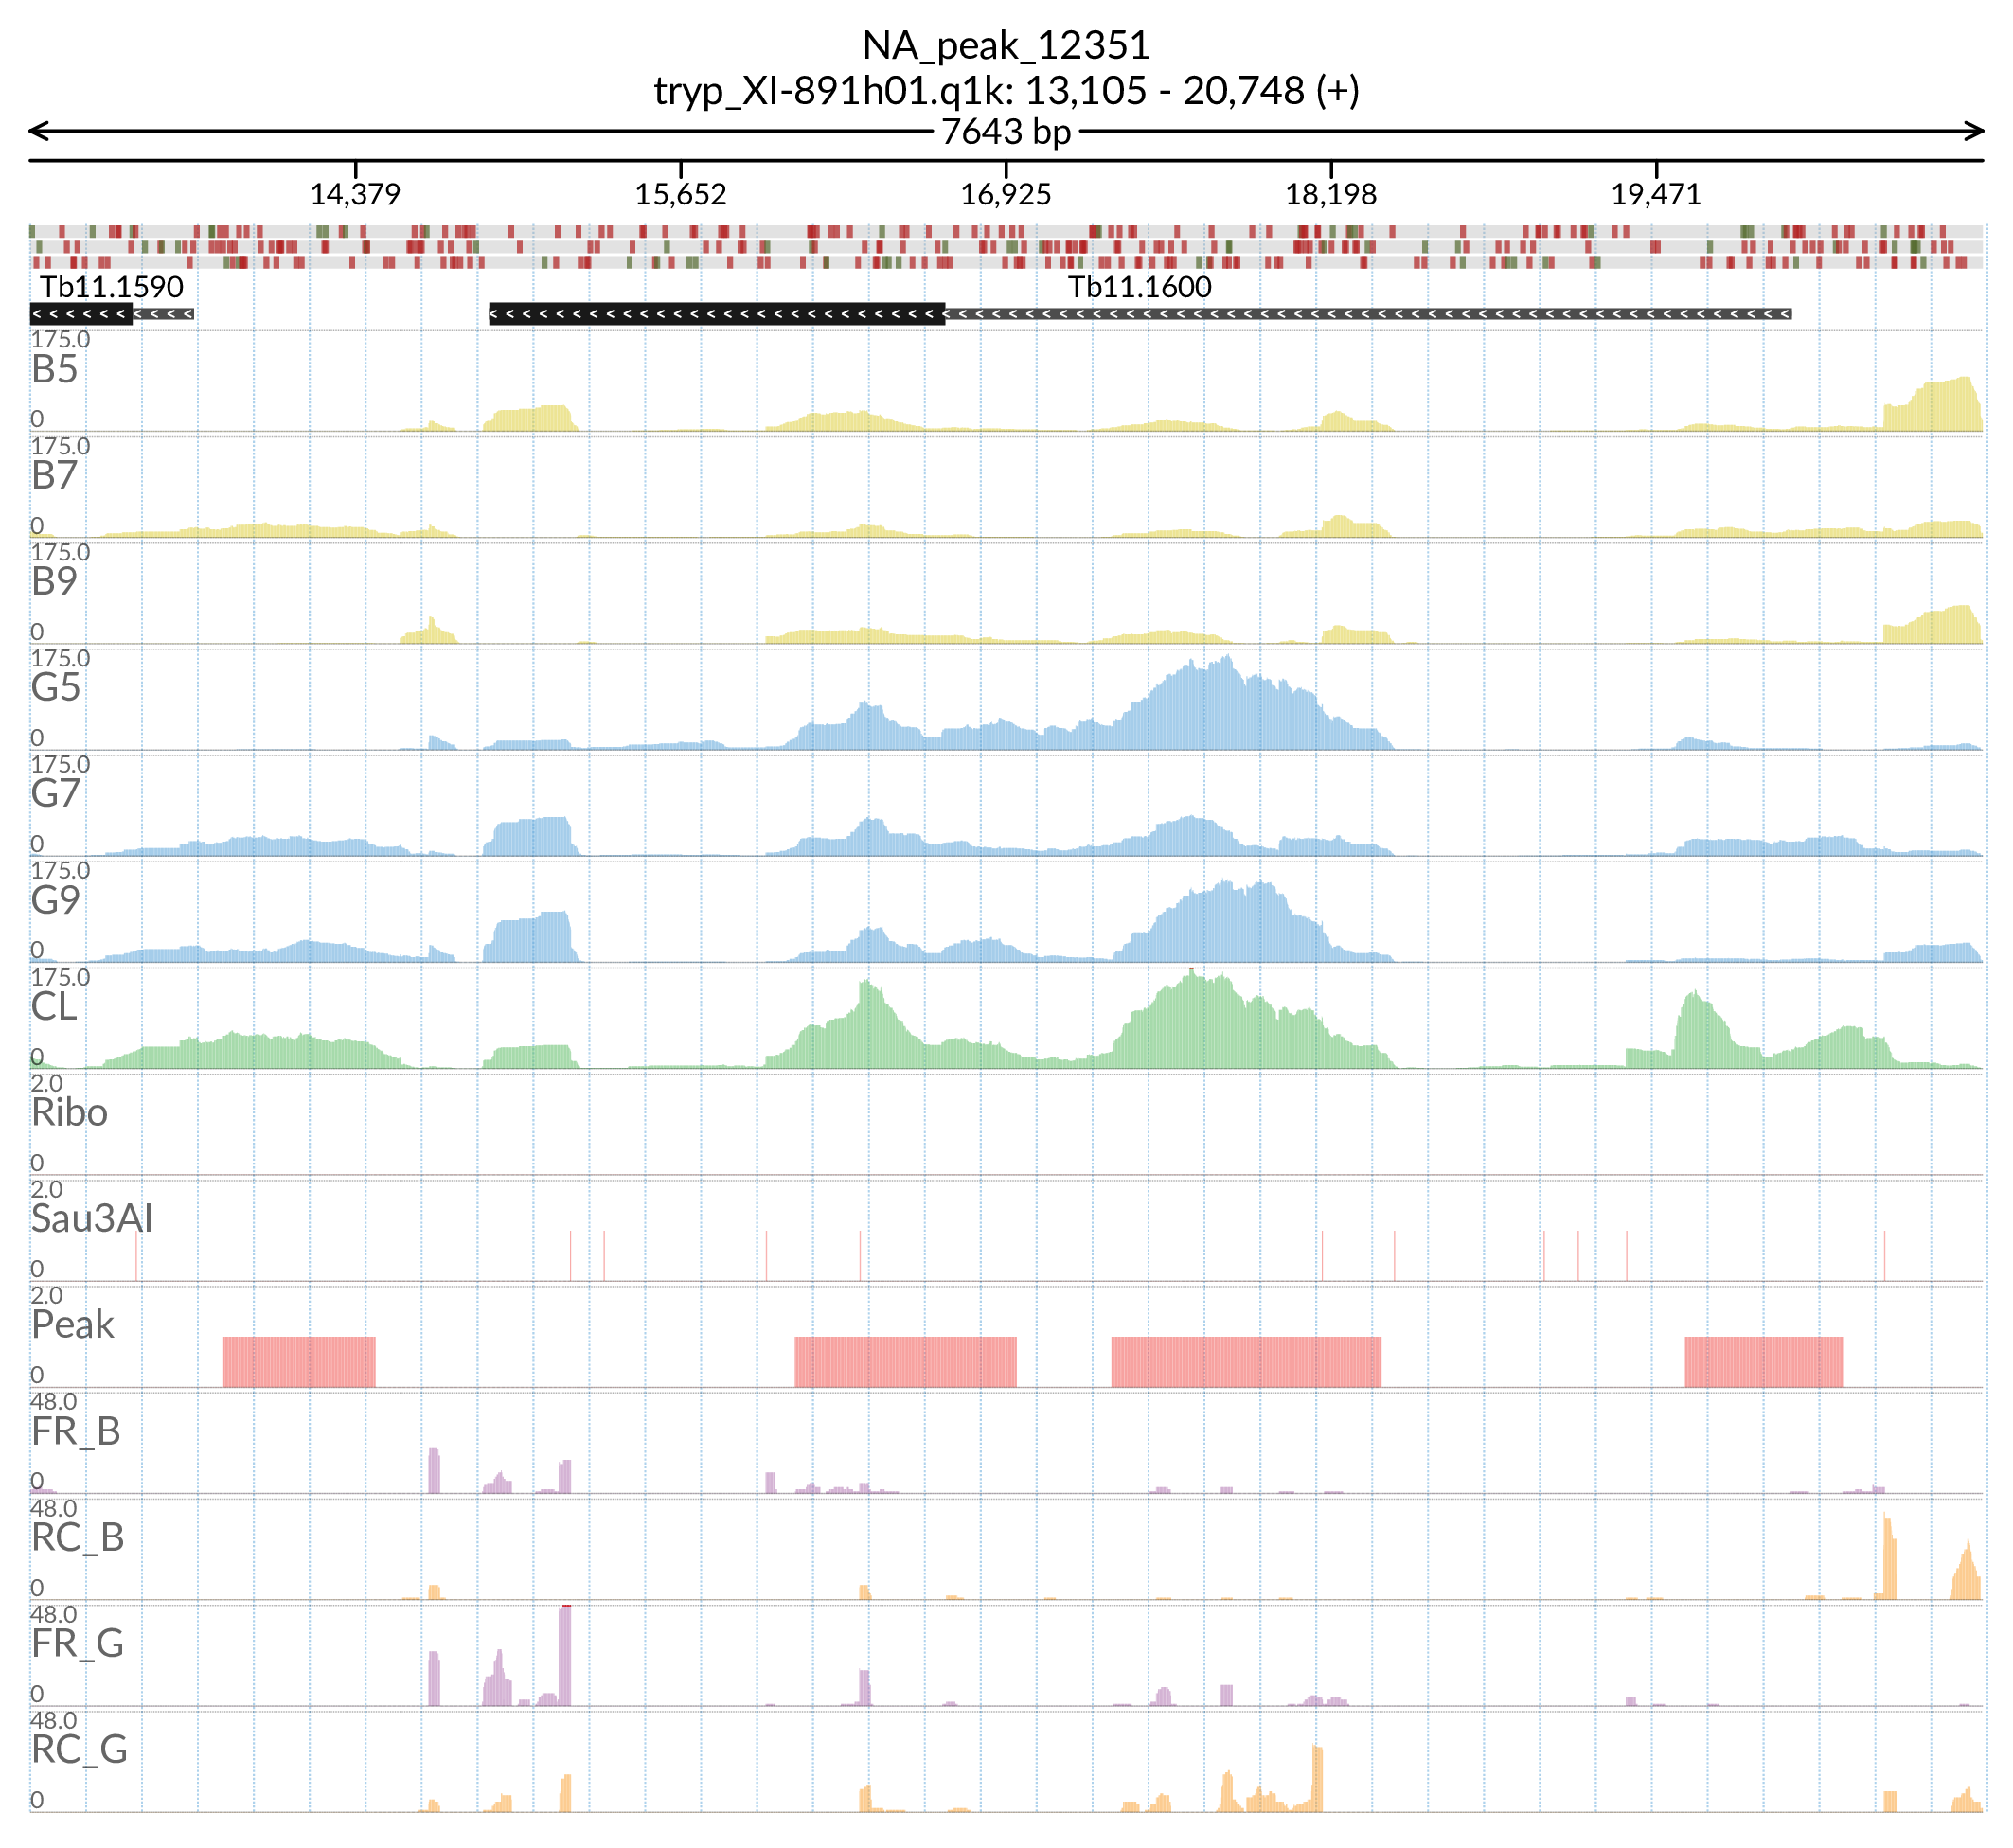 NA_peak_12351
tryp_XI-891h01.q1k: 13,105 - 20,748 (+)
7643 bp
14,379 15,652 16,925 18,198 19,471
Tb11.1590 Tb11.1600
175.0
B5
0
175.0
B7
0
175.0
B9
0
175.0
G5
0
175.0
G7
0
175.0
G9
0
175.0
CL
0
2.0
Ribo
0
2.0
Sau3AI
0
2.0
Peak
0
48.0
FR_B
0
48.0
RC_B
0
48.0
FR_G
0
48.0
RC_G
0